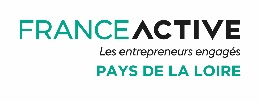 FRANCEACTIVE
Les entrepreneurs engagés
PAYS DE LA LOIRE